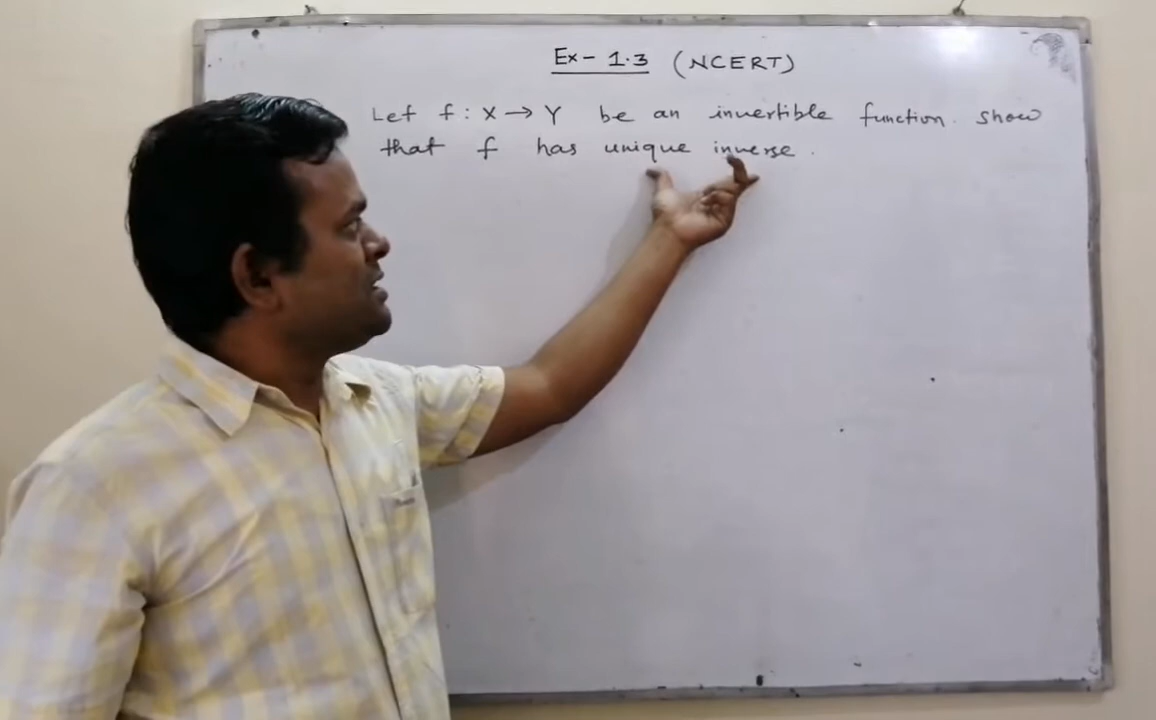 Ex- 1.3 (NCERT)
Let f : X → Y be an invertible function. show
that f has unique inverse.